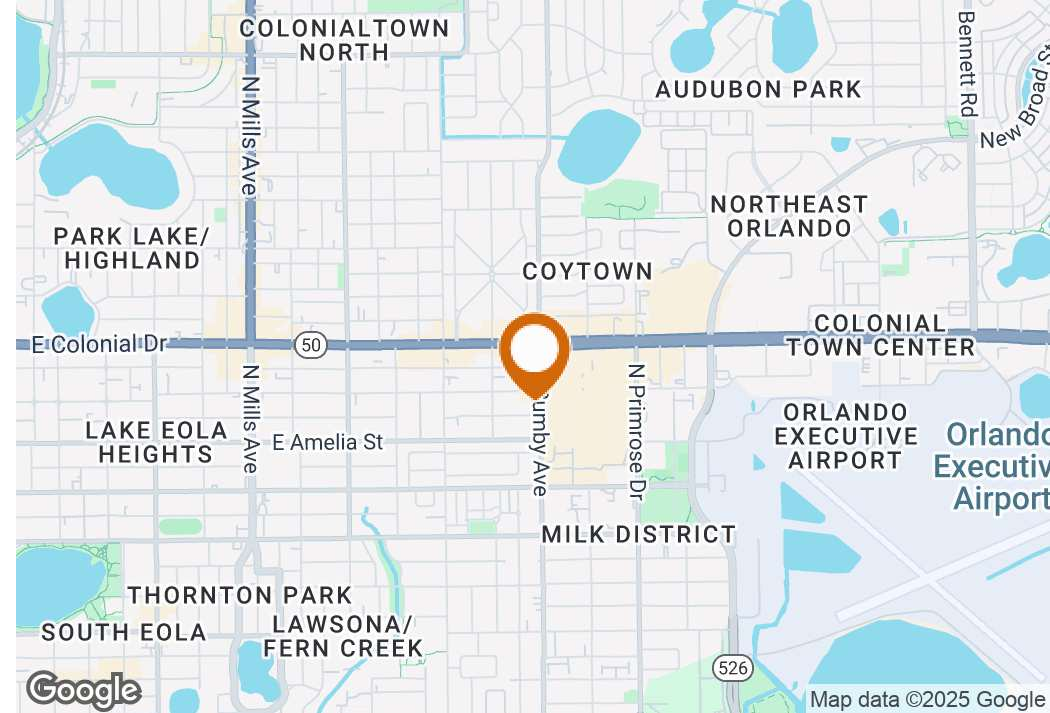 COLONIALTOWN
NORTH
AUDUBON PARK
Bennett Rd
New Broad St
N Mills Ave
NORTHEAST
ORLANDO
PARK LAKE/
HIGHLAND
COYTOWN
E Colonial Dr
50
COLONIAL
TOWN CENTER
N Mills Ave
Bumby Ave
N Primrose Dr
LAKE EOLA
HEIGHTS
E Amelia St
ORLANDO
EXECUTIVE
AIRPORT
Orlando
Executive
Airport
MILK DISTRICT
THORNTON PARK
SOUTH EOLA
LAWSONA/
FERN CREEK
526
Google
Map data ©2025 Google